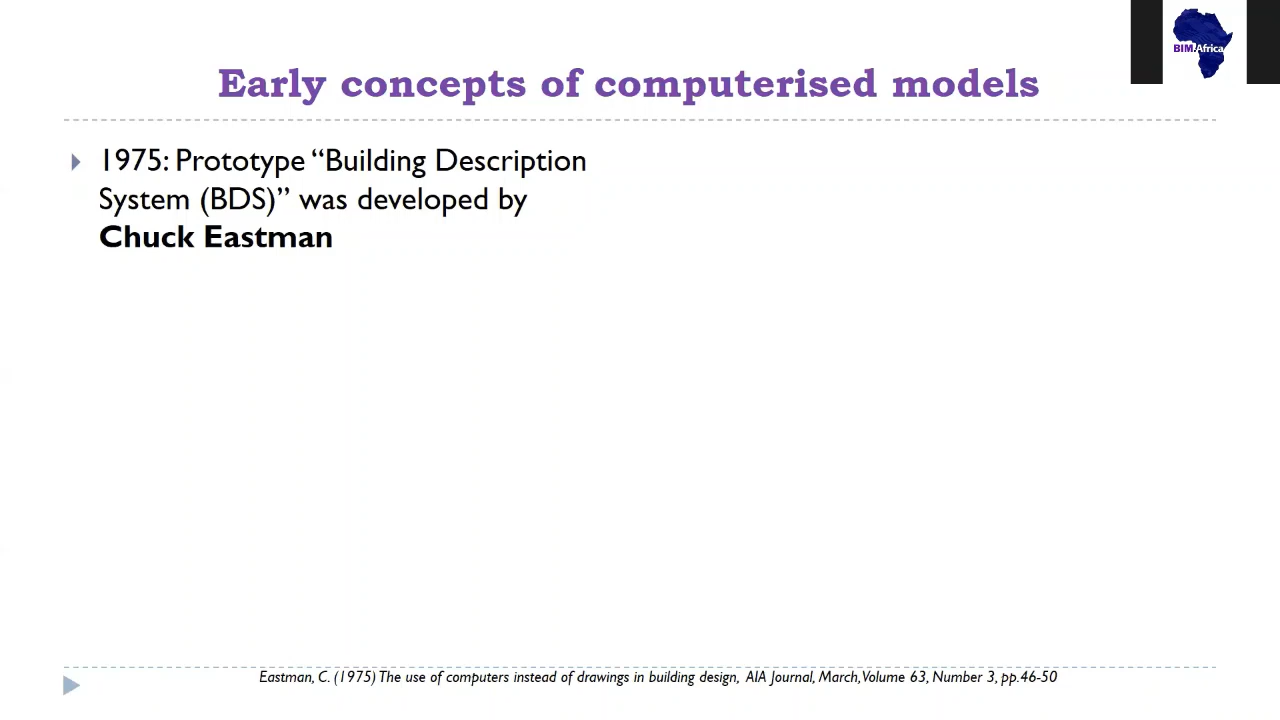 BIM Africa
Early concepts of computerised models
1975: Prototype “Building Description
System (BDS)” was developed by
Chuck Eastman
Eastman, C. (1975) The use of computers instead of drawings in building design, AIA Journal, March, Volume 63, Number 3, pp.46-50